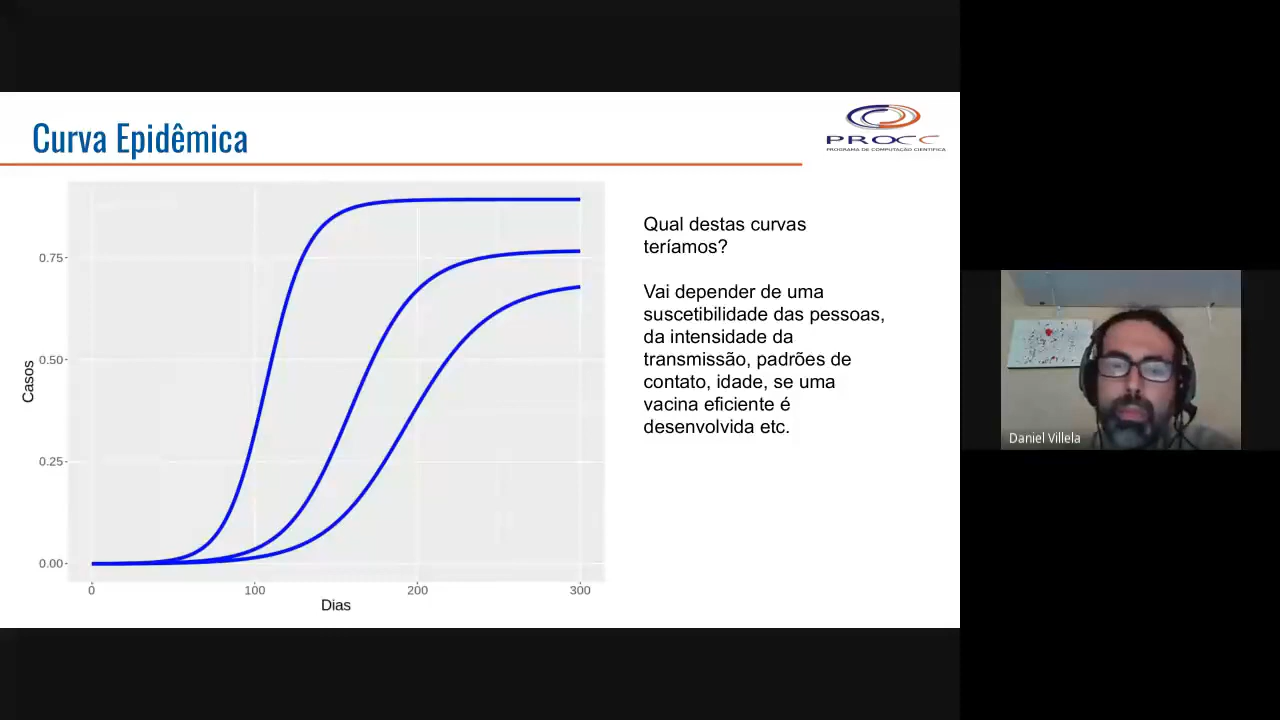 Curva Epidêmica
PROCC
PROGRAMA DE COMPUTAÇÃO CIENTÍFICA
Qual destas curvas
teríamos?
Vai depender de uma
suscetibilidade das pessoas,
da intensidade da
transmissão, padrões de
contato, idade, se uma
vacina eficiente é
desenvolvida etc.
Casos
0.75
0.50
0.25
0.00
0
100
200
300
Dias
Daniel Villela